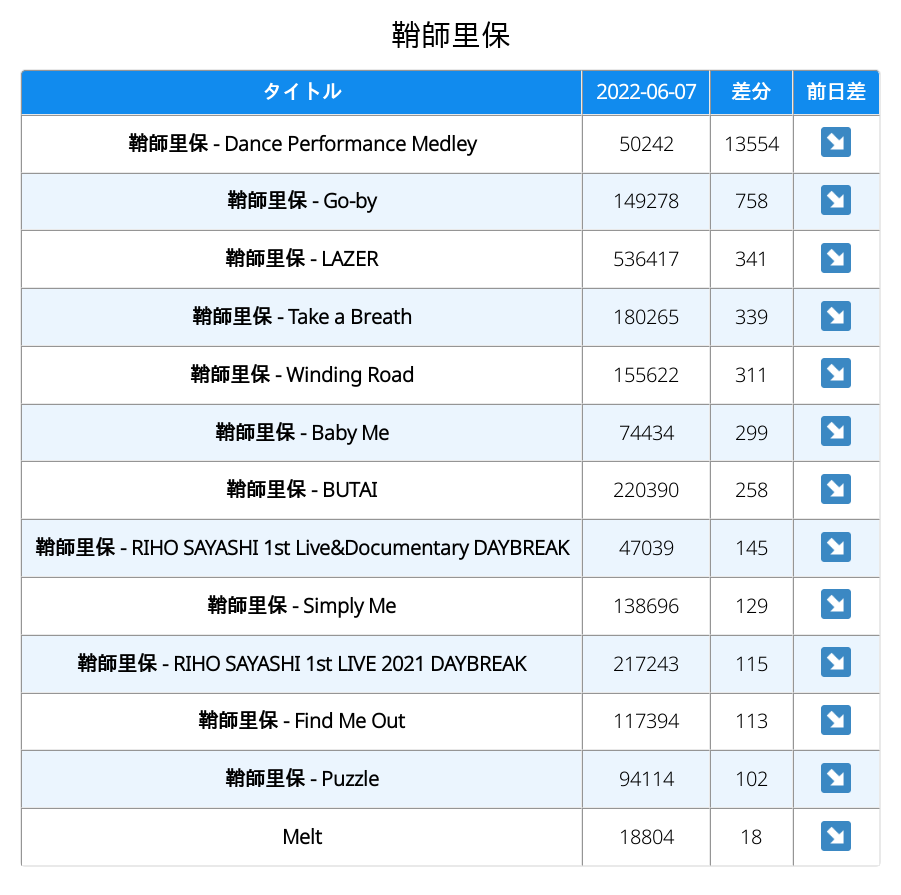 鞘師里保
タイトル 2022-06-07 差分 前日差
鞘師里保 - Dance Performance Medley 50242 13554 ↘
鞘師里保 - Go-by 149278 758 ↘
鞘師里保 - LAZER 536417 341 ↘
鞘師里保 - Take a Breath 180265 339 ↘
鞘師里保 - Winding Road 155622 311 ↘
鞘師里保 - Baby Me 74434 299 ↘
鞘師里保 - BUTAI 220390 258 ↘
鞘師里保 - RIHO SAYASHI 1st Live&Documentary DAYBREAK 47039 145 ↘
鞘師里保 - Simply Me 138696 129 ↘
鞘師里保 - RIHO SAYASHI 1st LIVE 2021 DAYBREAK 217243 115 ↘
鞘師里保 - Find Me Out 117394 113 ↘
鞘師里保 - Puzzle 94114 102 ↘
Melt 18804 18 ↘